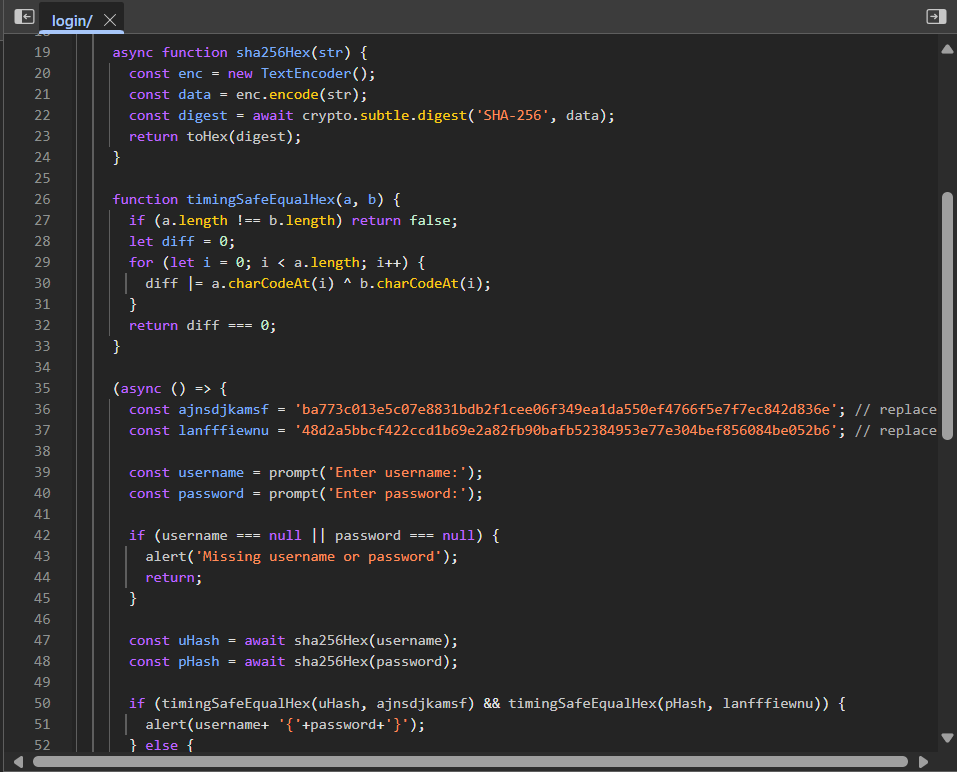 login/
19 async function sha256Hex(str) {
20 const enc = new TextEncoder();
21 const data = enc.encode(str);
22 const digest = await crypto.subtle.digest('SHA-256', data);
23 return toHex(digest);
24 }
25
26 function timingSafeEqualHex(a, b) {
27 if (a.length !== b.length) return false;
28 let diff = 0;
29 for (let i = 0; i < a.length; i++) {
30 diff |= a.charCodeAt(i) ^ b.charCodeAt(i);
31 }
32 return diff === 0;
33 }
34
35 (async () => {
36 const ajnsdjkamsf = 'ba773c013e5c07e8831bdb2f1cee06f349ea1da550ef4766f5e7f7ec842d836e'; // replace
37 const lanfffiewnu = '48d2a5bbcf422ccd1b69e2a82fb90bafb52384953e77e304bef856084be052b6'; // replace
38
39 const username = prompt('Enter username:');
40 const password = prompt('Enter password:');
41
42 if (username === null || password === null) {
43 alert('Missing username or password');
44 return;
45 }
46
47 const uHash = await sha256Hex(username);
48 const pHash = await sha256Hex(password);
49
50 if (timingSafeEqualHex(uHash, ajnsdjkamsf) && timingSafeEqualHex(pHash, lanfffiewnu)) {
51 alert(username+ '{'+password+'}');
52 } else {